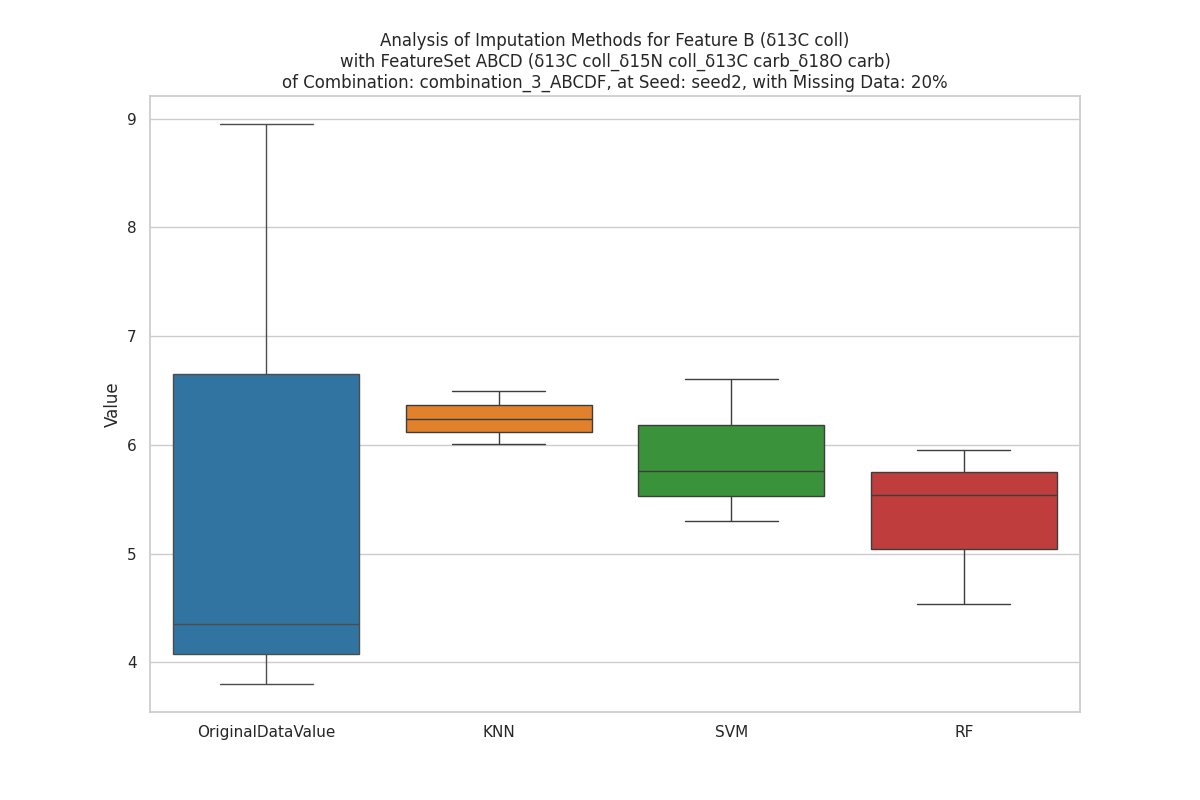 Analysis of Imputation Methods for Feature B (δ13C coll)
with FeatureSet ABCD (δ13C coll_δ15N coll_δ13C carb_δ18O carb)
of Combination: combination_3_ABCDF, at Seed: seed2, with Missing Data: 20%
9
8
7
6
5
4
Value
OriginalDataValue
KNN
SVM
RF